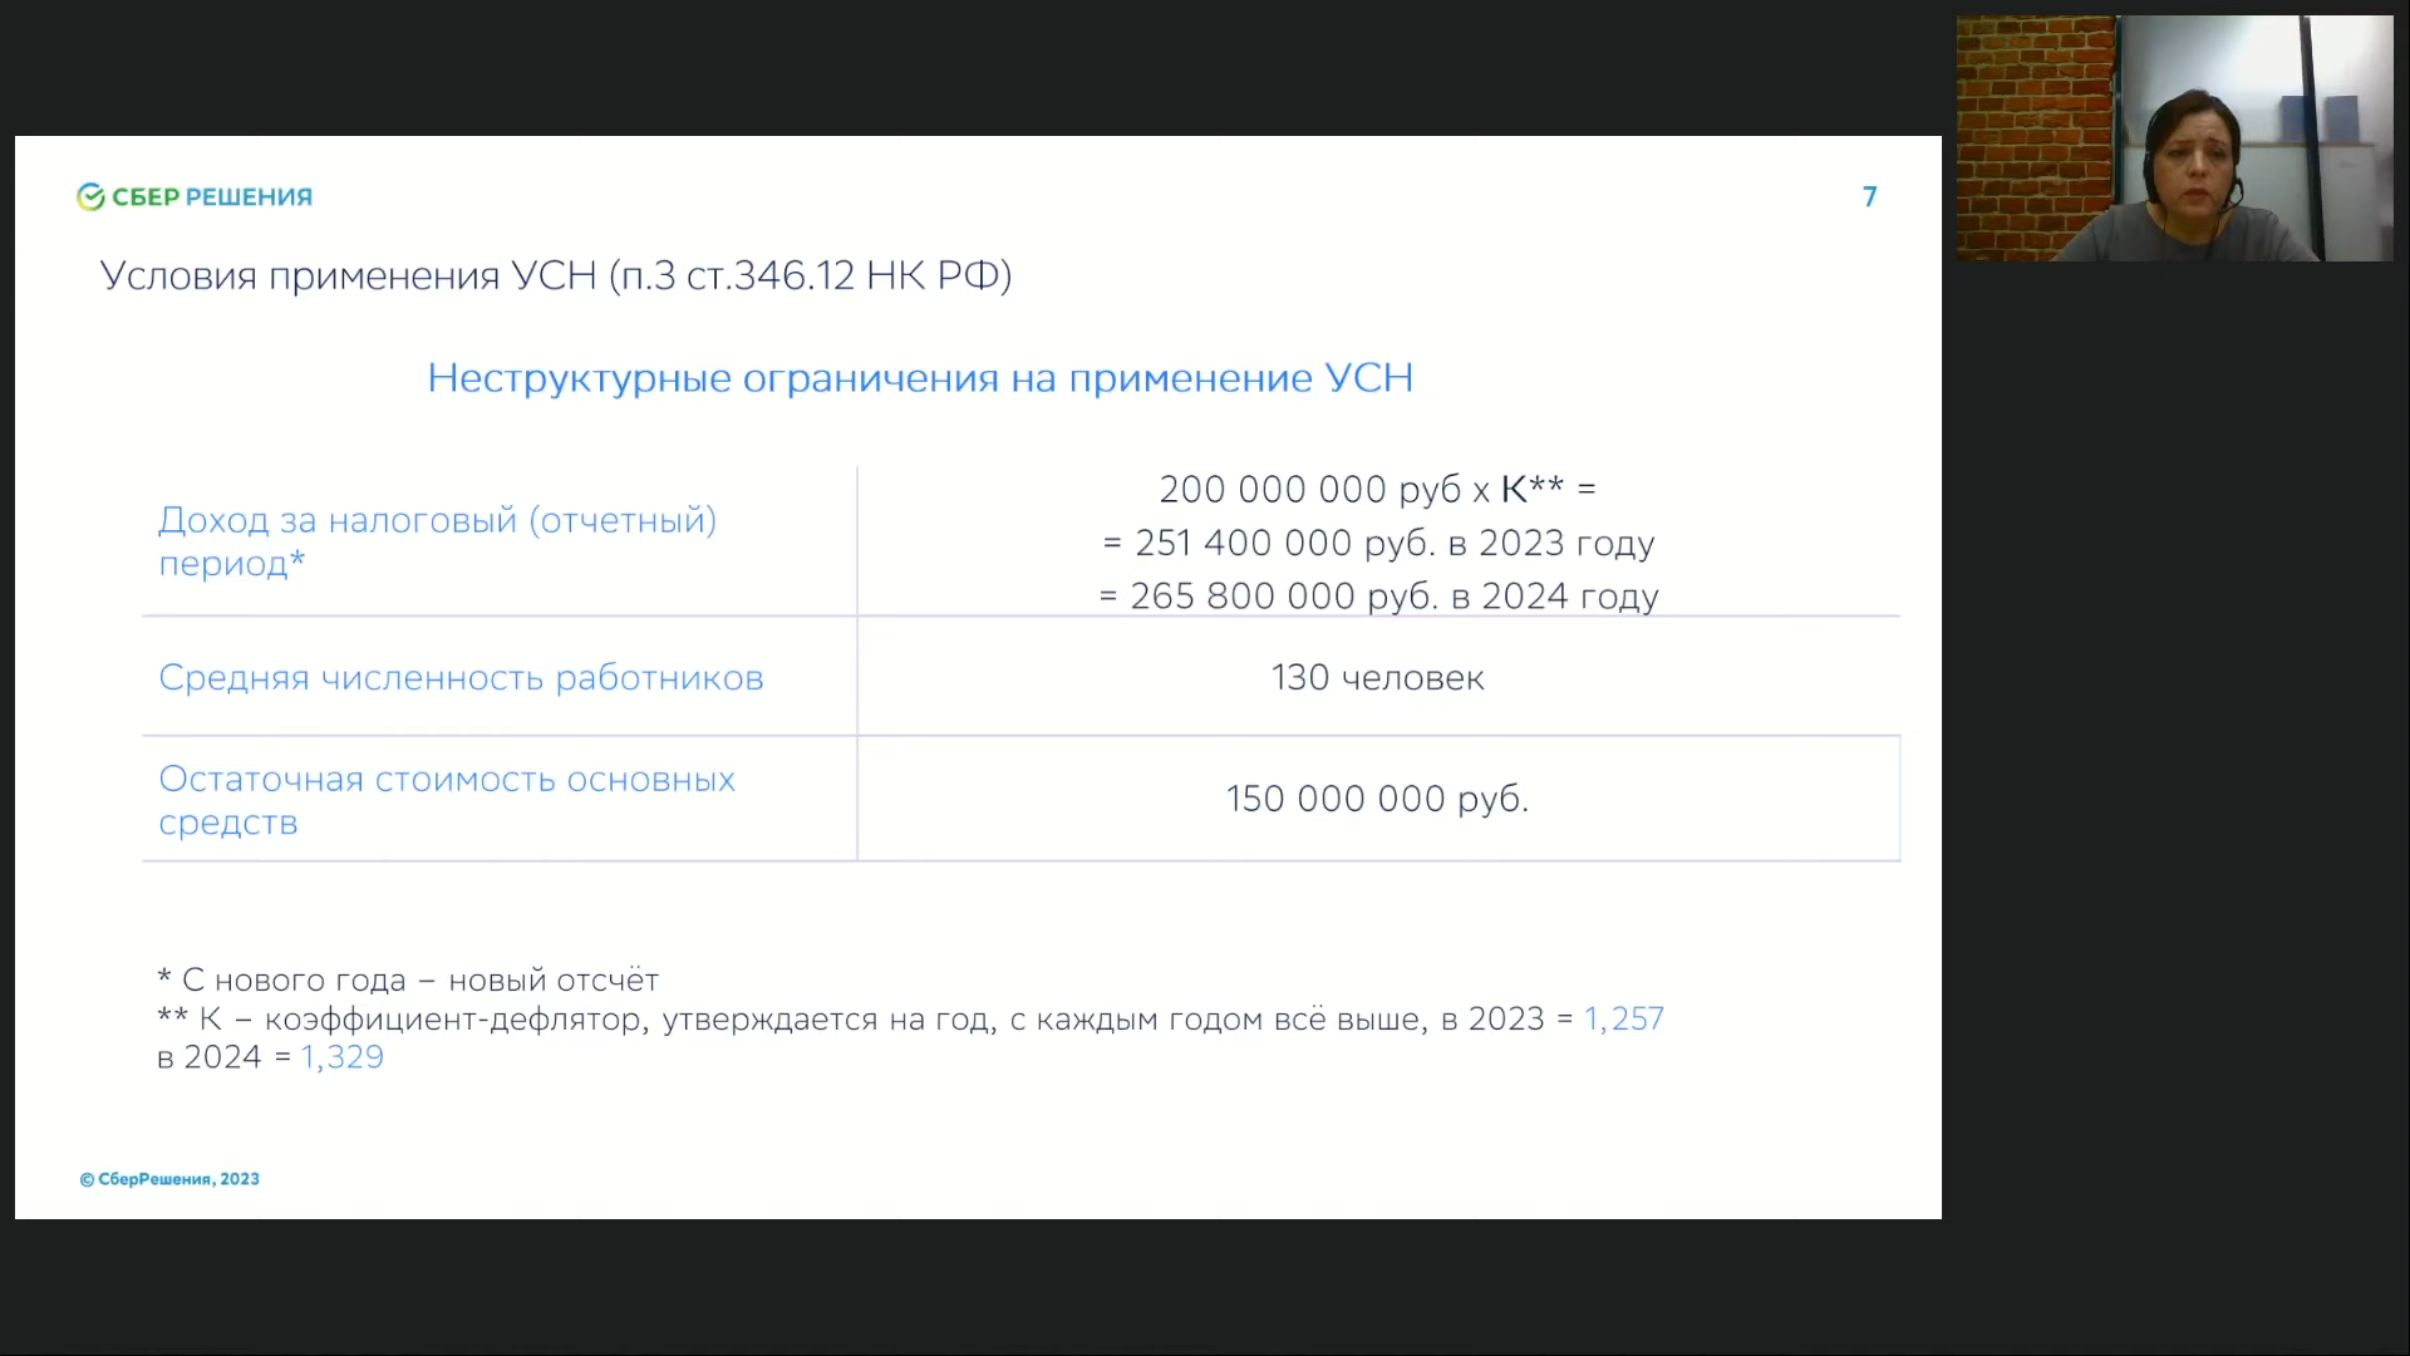 СБЕР РЕШЕНИЯ
7
Условия применения УСН (п.3 ст.346.12 НК РФ)
Неструктурные ограничения на применение УСН
Доход за налоговый (отчетный)
период*
200 000 000 руб х К** =
= 251 400 000 руб. в 2023 году
= 265 800 000 руб. в 2024 году
Средняя численность работников
130 человек
Остаточная стоимость основных
средств
150 000 000 руб.
* С нового года – новый отсчёт
** К – коэффициент-дефлятор, утверждается на год, с каждым годом всё выше, в 2023 = 1,257
в 2024 = 1,329
© СберРешения, 2023